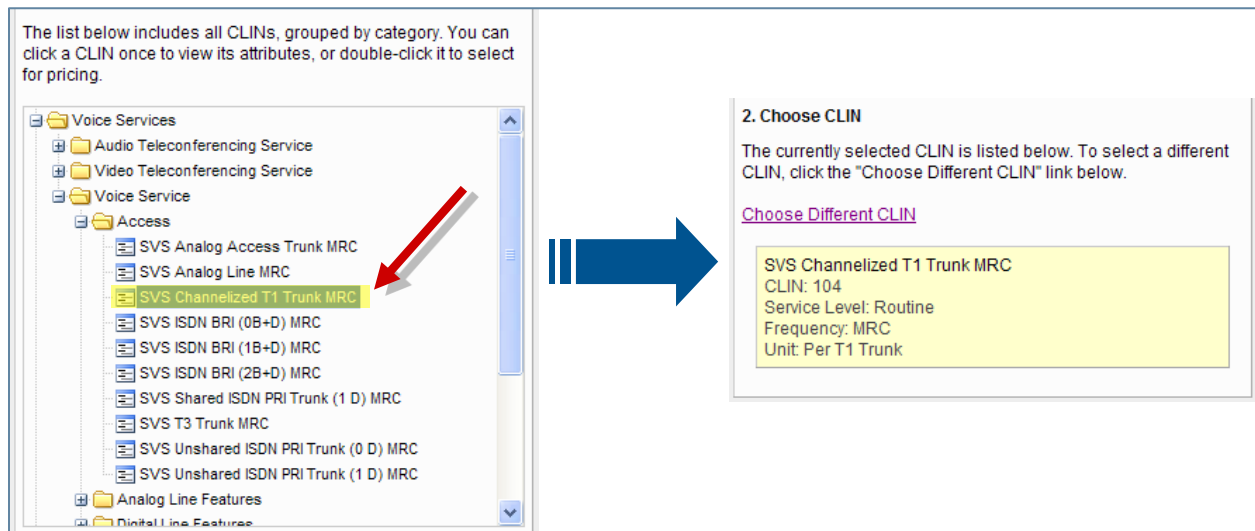 The list below includes all CLINs, grouped by category. You can
click a CLIN once to view its attributes, or double-click it to select
for pricing.
Voice Services
Audio Teleconferencing Service
Video Teleconferencing Service
Voice Service
Access
SVS Analog Access Trunk MRC
SVS Analog Line MRC
SVS Channelized T1 Trunk MRC
SVS ISDN BRI (0B+D) MRC
SVS ISDN BRI (1B+D) MRC
SVS ISDN BRI (2B+D) MRC
SVS Shared ISDN PRI Trunk (1 D) MRC
SVS T3 Trunk MRC
SVS Unshared ISDN PRI Trunk (0 D) MRC
SVS Unshared ISDN PRI Trunk (1 D) MRC
Analog Line Features
Digital Line Features
2. Choose CLIN
The currently selected CLIN is listed below. To select a different
CLIN, click the "Choose Different CLIN" link below.
Choose Different CLIN
SVS Channelized T1 Trunk MRC
CLIN: 104
Service Level: Routine
Frequency: MRC
Unit: Per T1 Trunk